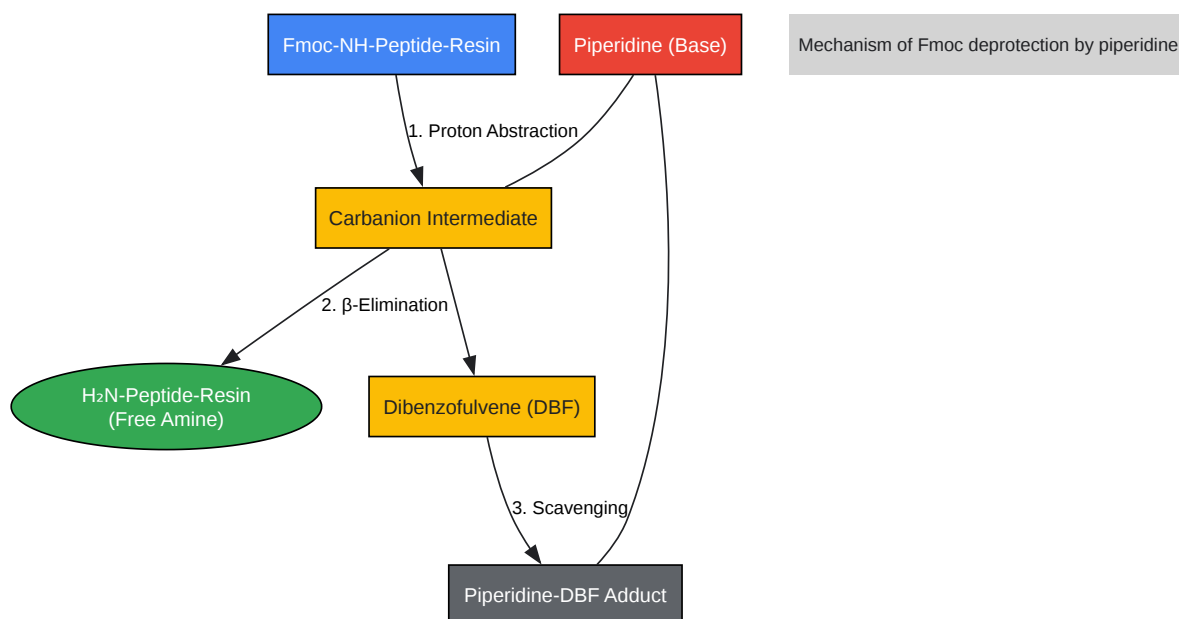 Fmoc-NH-Peptide-Resin
Piperidine (Base)
Mechanism of Fmoc deprotection by piperidine
1. Proton Abstraction
Carbanion Intermediate
2. β-Elimination
H₂N-Peptide-Resin
(Free Amine)
Dibenzofulvene (DBF)
3. Scavenging
Piperidine-DBF Adduct